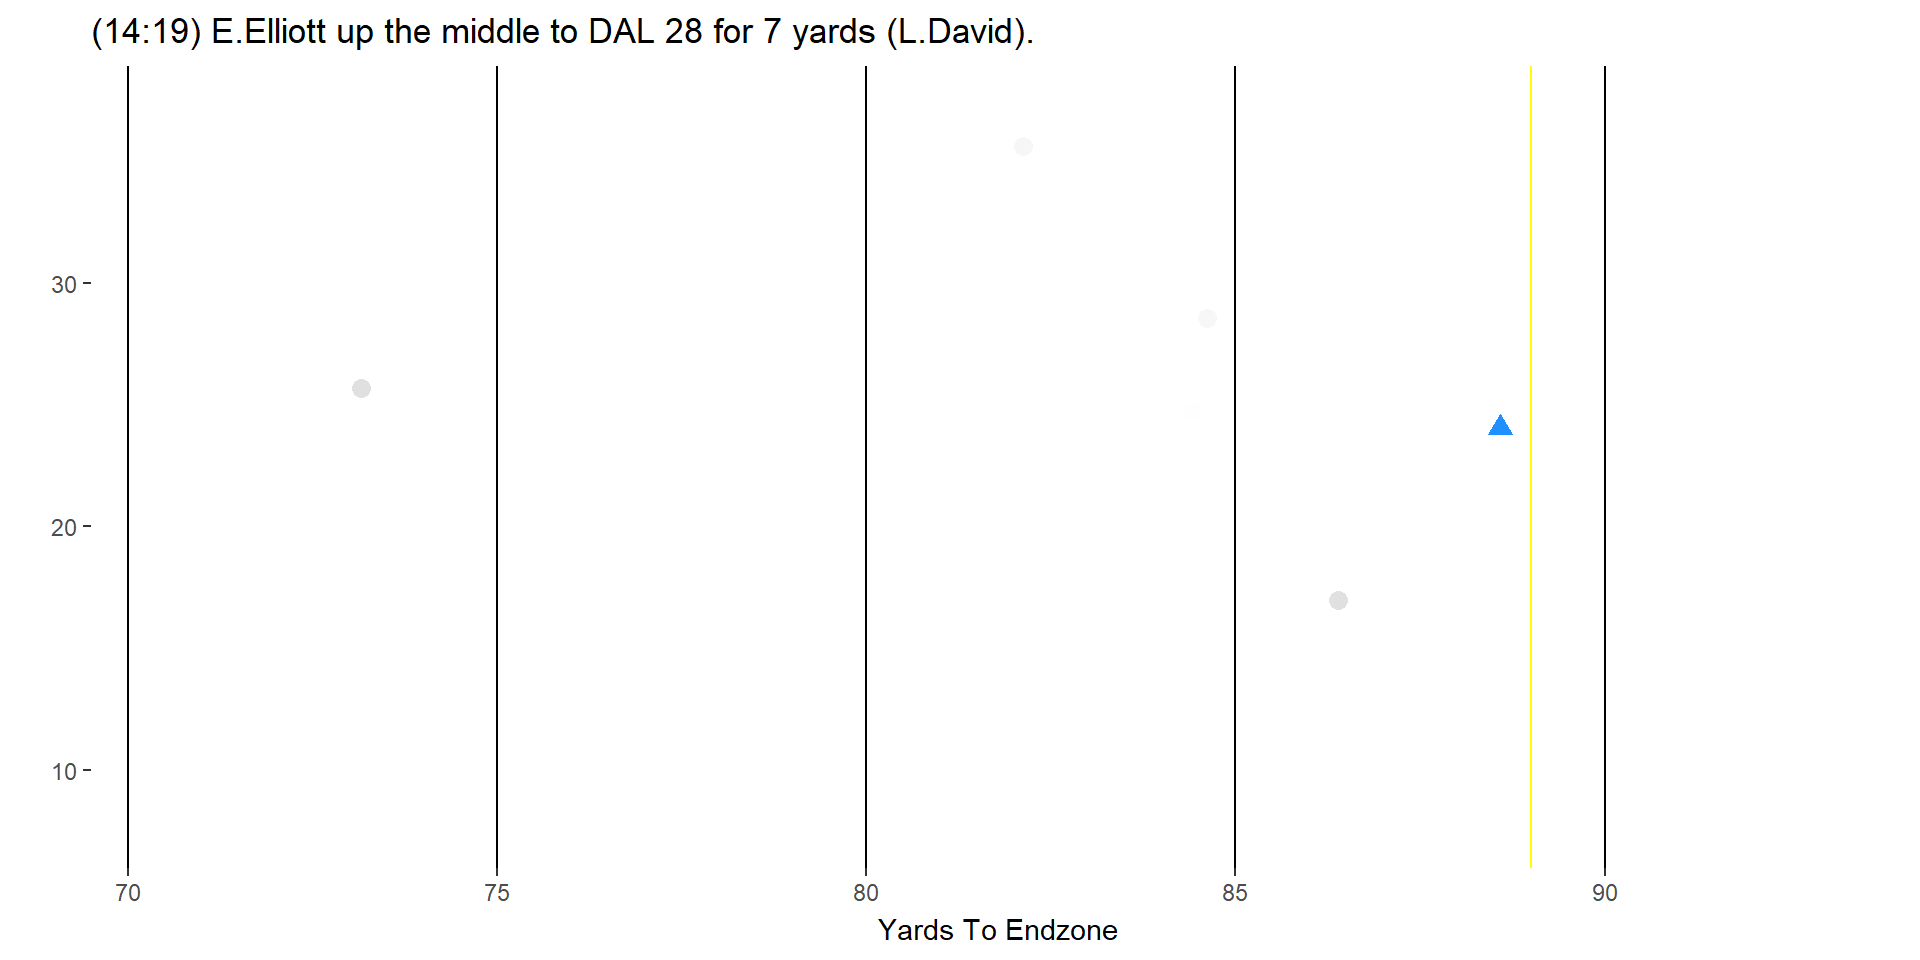 (14:19) E.Elliott up the middle to DAL 28 for 7 yards (L.David).
30
20
10
70 75 80 85 90
Yards To Endzone